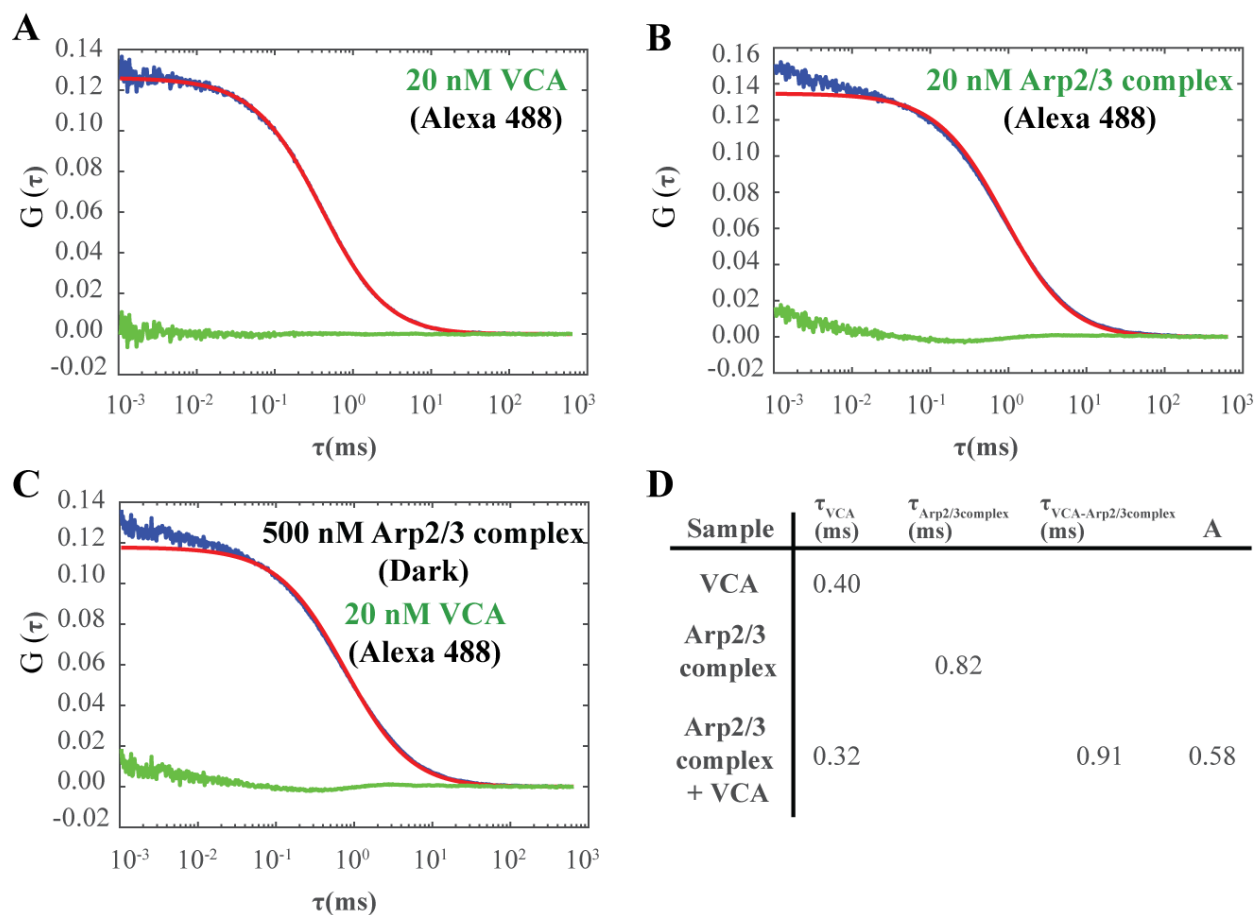 A
0.14
0.12
0.10
0.08
0.06
0.04
0.02
0.00
-0.02
G (τ)
20 nM VCA
(Alexa 488)
10-3 10-2 10-1 100 101 102 103
τ(ms)
B
0.16
0.14
0.12
0.10
0.08
0.06
0.04
0.02
0.00
-0.02
G (τ)
20 nM Arp2/3 complex
(Alexa 488)
10-3 10-2 10-1 100 101 102 103
τ(ms)
C
0.14
0.12
0.10
0.08
0.06
0.04
0.02
0.00
-0.02
G (τ)
500 nM Arp2/3 complex
(Dark)
20 nM VCA
(Alexa 488)
10-3 10-2 10-1 100 101 102 103
τ(ms)
D
Sample τVCA (ms) τArp2/3complex (ms) τVCA-Arp2/3complex (ms) A
VCA 0.40
Arp2/3
complex 0.82
Arp2/3
complex 0.32 0.91 0.58
+ VCA